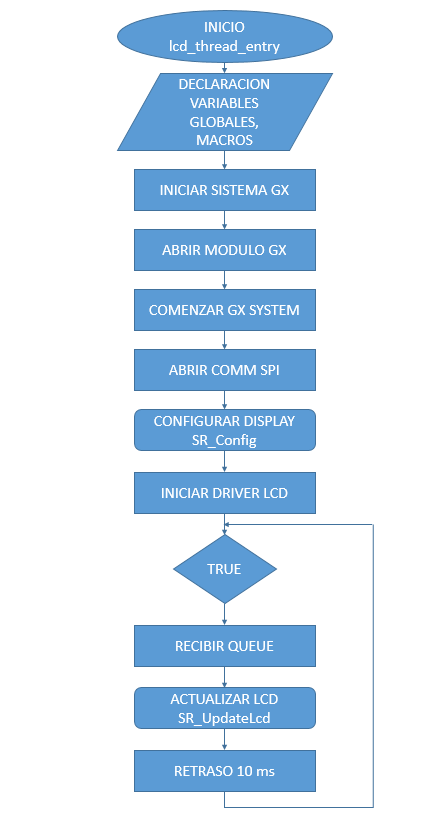 INICIO
lcd_thread_entry
DECLARACION
VARIABLES
GLOBALES,
MACROS
INICIAR SISTEMA GX
ABRIR MODULO GX
COMENZAR GX SYSTEM
ABRIR COMM SPI
CONFIGURAR DISPLAY
SR_Config
INICIAR DRIVER LCD
TRUE
RECIBIR QUEUE
ACTUALIZAR LCD
SR_UpdateLcd
RETRASO 10 ms